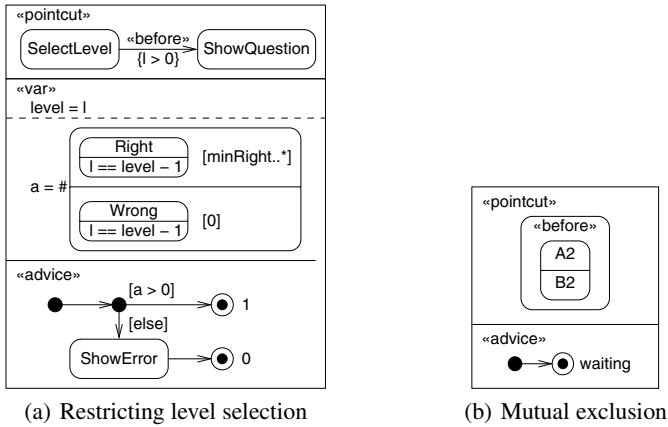 «pointcut»
SelectLevel
«before»
{l > 0}
ShowQuestion
«var»
level = l
a = #
Right
l == level − 1
[minRight..*]
Wrong
l == level − 1
[0]
«advice»
[a > 0]
1
[else]
ShowError
0
(a) Restricting level selection
«pointcut»
«before»
A2
B2
«advice»
waiting
(b) Mutual exclusion